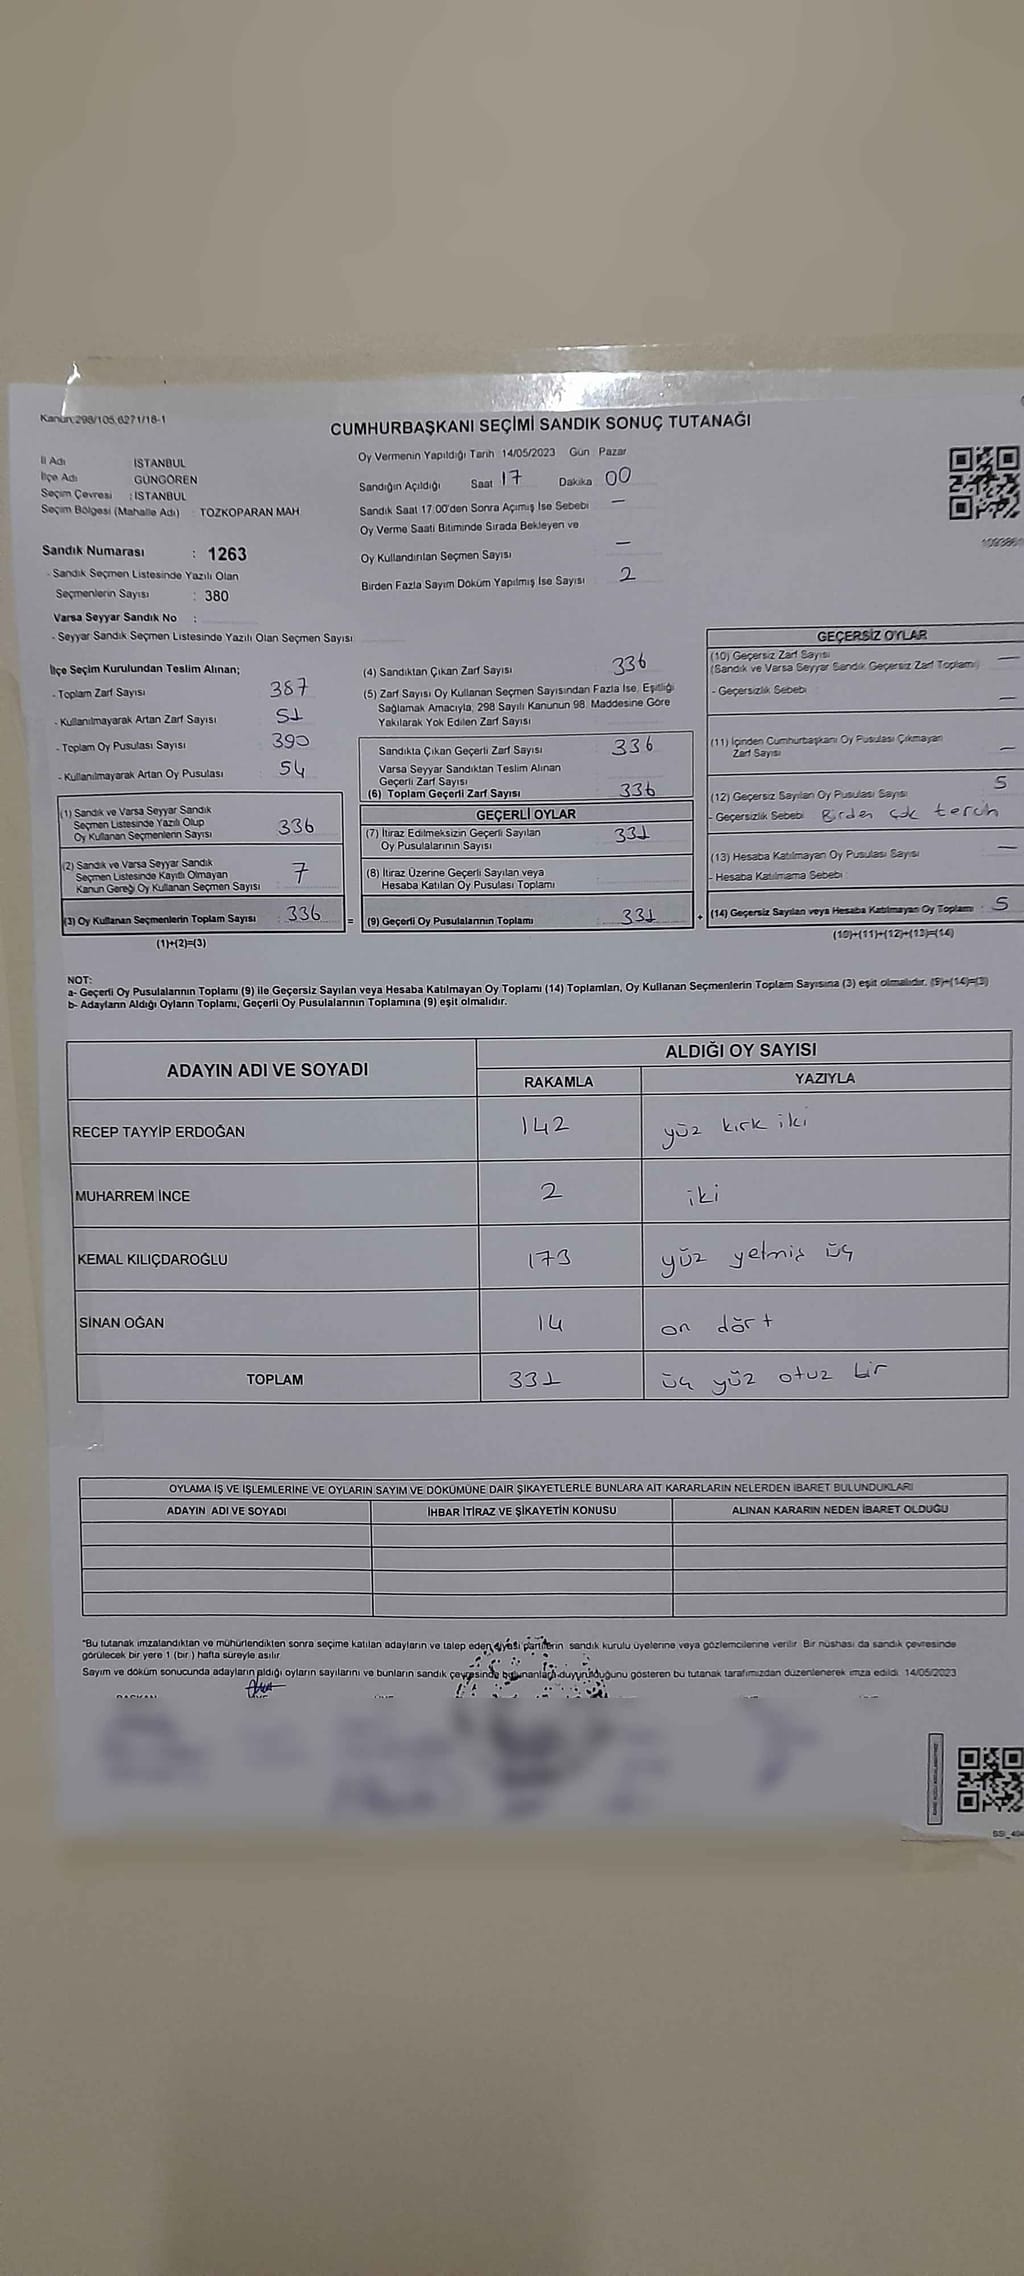 Kanun:298/105,6271/18-1
CUMHURBAŞKANI SEÇİMİ SANDIK SONUÇ TUTANAĞI
İl Adı İSTANBUL
İlçe Adı GÜNGÖREN
Seçim Çevresi : İSTANBUL
Seçim Bölgesi (Mahalle Adı) TOZKOPARAN MAH
Sandık Numarası : 1263
- Sandık Seçmen Listesinde Yazılı Olan
Seçmenlerin Sayısı : 380
Varsa Seyyar Sandık No :
- Seyyar Sandık Seçmen Listesinde Yazılı Olan Seçmen Sayısı
Oy Vermenin Yapıldığı Tarih 14/05/2023 Gün Pazar
Sandığın Açıldığı Saat 17 Dakika 00
Sandık Saat 17:00'den Sonra Açımış İse Sebebi —
Oy Verme Saati Bitiminde Sırada Bekleyen ve
Oy Kullandırılan Seçmen Sayısı —
Birden Fazla Sayım Döküm Yapılmış İse Sayısı 2
İlçe Seçim Kurulundan Teslim Alınan;
- Toplam Zarf Sayısı 387
- Kullanılmayarak Artan Zarf Sayısı 51
- Toplam Oy Pusulası Sayısı 390
- Kullanılmayarak Artan Oy Pusulası 54
(1) Sandık ve Varsa Seyyar Sandık
Seçmen Listesinde Yazılı Olup
Oy Kullanan Seçmenlerin Sayısı 336
(2) Sandık ve Varsa Seyyar Sandık
Seçmen Listesinde Kayıtlı Olmayan
Kanun Gereği Oy Kullanan Seçmen Sayısı 7
(3) Oy Kullanan Seçmenlerin Toplam Sayısı 336 =
(1)+(2)=(3)
(4) Sandıktan Çıkan Zarf Sayısı 336
(5) Zarf Sayısı Oy Kullanan Seçmen Sayısından Fazla İse, Eşitliği
Sağlamak Amacıyla, 298 Sayılı Kanunun 98. Maddesine Göre
Yakılarak Yok Edilen Zarf Sayısı
Sandıkta Çıkan Geçerli Zarf Sayısı 336
Varsa Seyyar Sandıktan Teslim Alınan
Geçerli Zarf Sayısı
(6) Toplam Geçerli Zarf Sayısı 336
GEÇERLİ OYLAR
(7) İtiraz Edilmeksizin Geçerli Sayılan
Oy Pusulalarının Sayısı 331
(8) İtiraz Üzerine Geçerli Sayılan veya
Hesaba Katılan Oy Pusulası Toplamı
(9) Geçerli Oy Pusulalarının Toplamı : 331 +
GEÇERSİZ OYLAR
(10) Geçersiz Zarf Sayısı —
(Sandık ve Varsa Seyyar Sandık Geçersiz Zarf Toplamı)
- Geçersizlik Sebebi —
(11) İçinden Cumhurbaşkanı Oy Pusulası Çıkmayan
Zarf Sayısı —
(12) Geçersiz Sayılan Oy Pusulası Sayısı 5
- Geçersizlik Sebebi Birden çok tercih
(13) Hesaba Katılmayan Oy Pusulası Sayısı —
- Hesaba Katılmama Sebebi
(14) Geçersiz Sayılan veya Hesaba Katılmayan Oy Toplamı : 5
(10)+(11)+(12)+(13)=(14)
NOT:
a- Geçerli Oy Pusulalarının Toplamı (9) ile Geçersiz Sayılan veya Hesaba Katılmayan Oy Toplamı (14) Toplamları, Oy Kullanan Seçmenlerin Toplam Sayısına (3) eşit olmalıdır. (9)+(14)=(3)
b- Adayların Aldığı Oyların Toplamı, Geçerli Oy Pusulalarının Toplamına (9) eşit olmalıdır.
ADAYIN ADI VE SOYADI ALDIĞI OY SAYISI
RAKAMLA YAZIYLA
RECEP TAYYİP ERDOĞAN 142 yüz kırk iki
MUHARREM İNCE 2 iki
KEMAL KILIÇDAROĞLU 173 yüz yetmiş üç
SİNAN OĞAN 14 on dört
TOPLAM 331 üç yüz otuz bir
OYLAMA İŞ VE İŞLEMLERİNE VE OYLARIN SAYIM VE DÖKÜMÜNE DAİR ŞİKAYETLERLE BUNLARA AİT KARARLARIN NELERDEN İBARET BULUNDUKLARI
ADAYIN ADI VE SOYADI İHBAR İTİRAZ VE ŞİKAYETİN KONUSU ALINAN KARARIN NEDEN İBARET OLDUĞU
*Bu tutanak imzalandıktan ve mühürlendikten sonra seçime katılan adayların ve talep eden siyasi partilerin sandık kurulu üyelerine veya gözlemcilerine verilir. Bir nüshası da sandık çevresinde
görülecek bir yere 1 (bir ) hafta süreyle asılır.
Sayım ve döküm sonucunda adayların aldığı oyların sayılarını ve bunların sandık çevresinde bulunanlara duyurulduğunu gösteren bu tutanak tarafımızdan düzenlenerek imza edildi. 14/05/2023